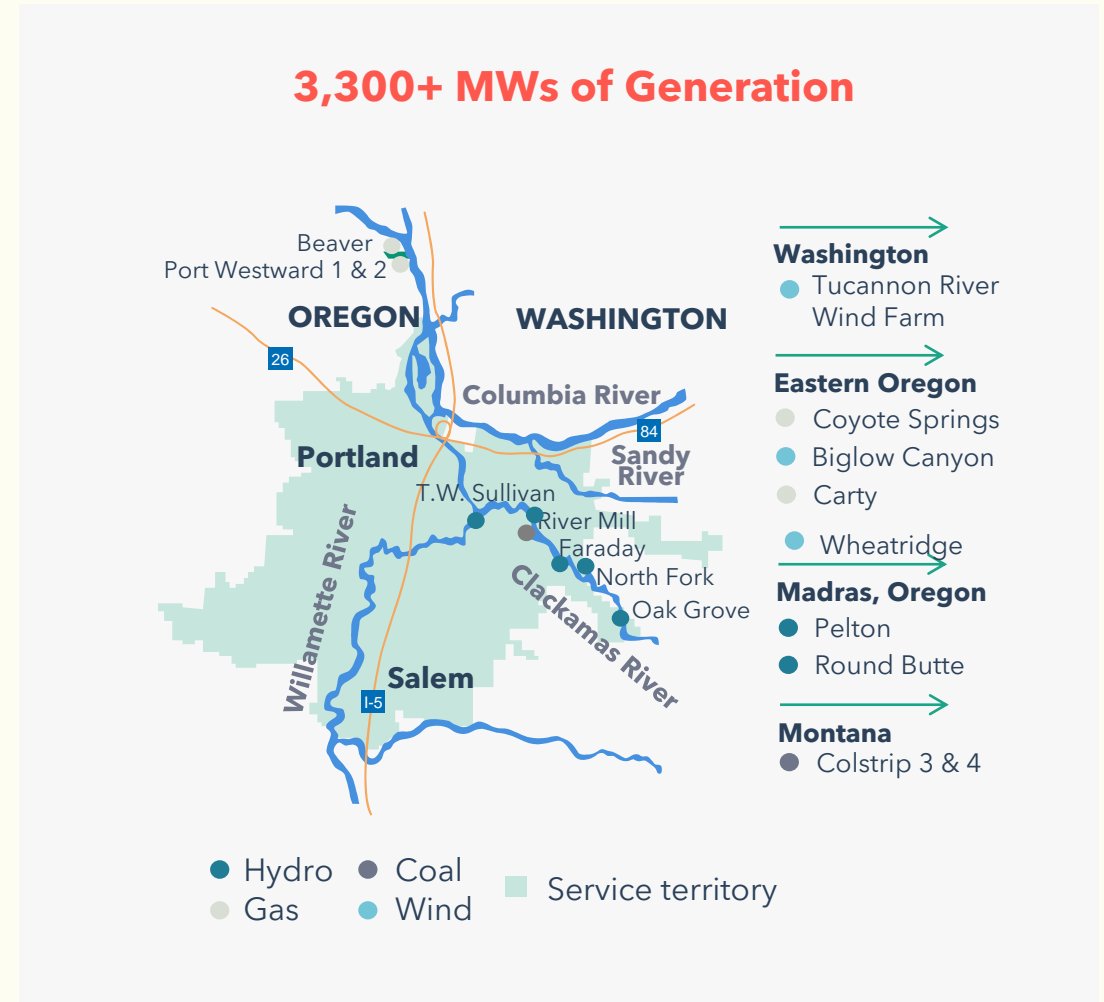 3,300+ MWs of Generation
Beaver
Port Westward 1 & 2
OREGON
WASHINGTON
26
Columbia River
84
Portland
Sandy
River
T.W. Sullivan
River Mill
Faraday
North Fork
Oak Grove
Willamette River
Clackamas River
Salem
I-5
Washington
Tucannon River
Wind Farm
Eastern Oregon
Coyote Springs
Biglow Canyon
Carty
Wheatridge
Madras, Oregon
Pelton
Round Butte
Montana
Colstrip 3 & 4
Hydro
Coal
Gas
Wind
Service territory